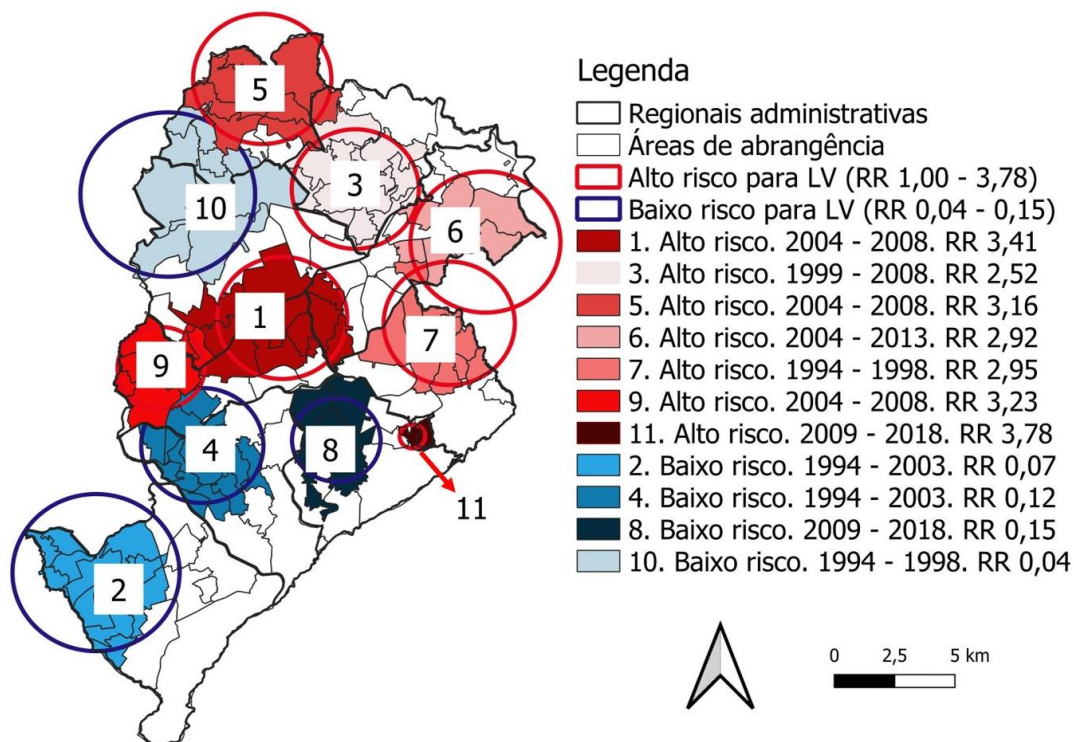 5
3
10
6
1
7
9
4
8
11
2
Legenda
Regionais administrativas
Áreas de abrangência
Alto risco para LV (RR 1,00 - 3,78)
Baixo risco para LV (RR 0,04 - 0,15)
1. Alto risco. 2004 - 2008. RR 3,41
3. Alto risco. 1999 - 2008. RR 2,52
5. Alto risco. 2004 - 2008. RR 3,16
6. Alto risco. 2004 - 2013. RR 2,92
7. Alto risco. 1994 - 1998. RR 2,95
9. Alto risco. 2004 - 2008. RR 3,23
11. Alto risco. 2009 - 2018. RR 3,78
2. Baixo risco. 1994 - 2003. RR 0,07
4. Baixo risco. 1994 - 2003. RR 0,12
8. Baixo risco. 2009 - 2018. RR 0,15
10. Baixo risco. 1994 - 1998. RR 0,04
0 2,5 5 km